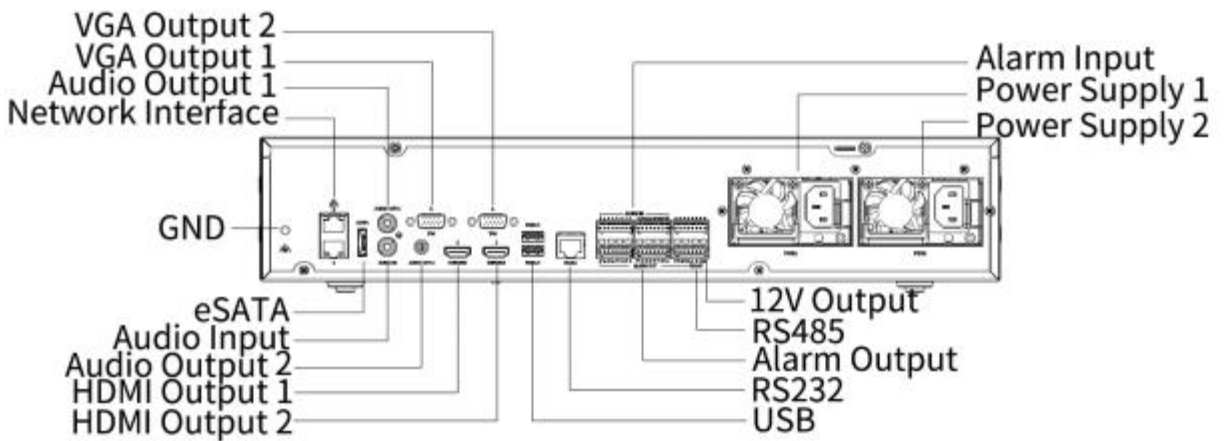 VGA Output 2
VGA Output 1
Audio Output 1
Network Interface
GND
eSATA
Audio Input
Audio Output 2
HDMI Output 1
HDMI Output 2
Alarm Input
Power Supply 1
Power Supply 2
12V Output
RS485
Alarm Output
RS232
USB